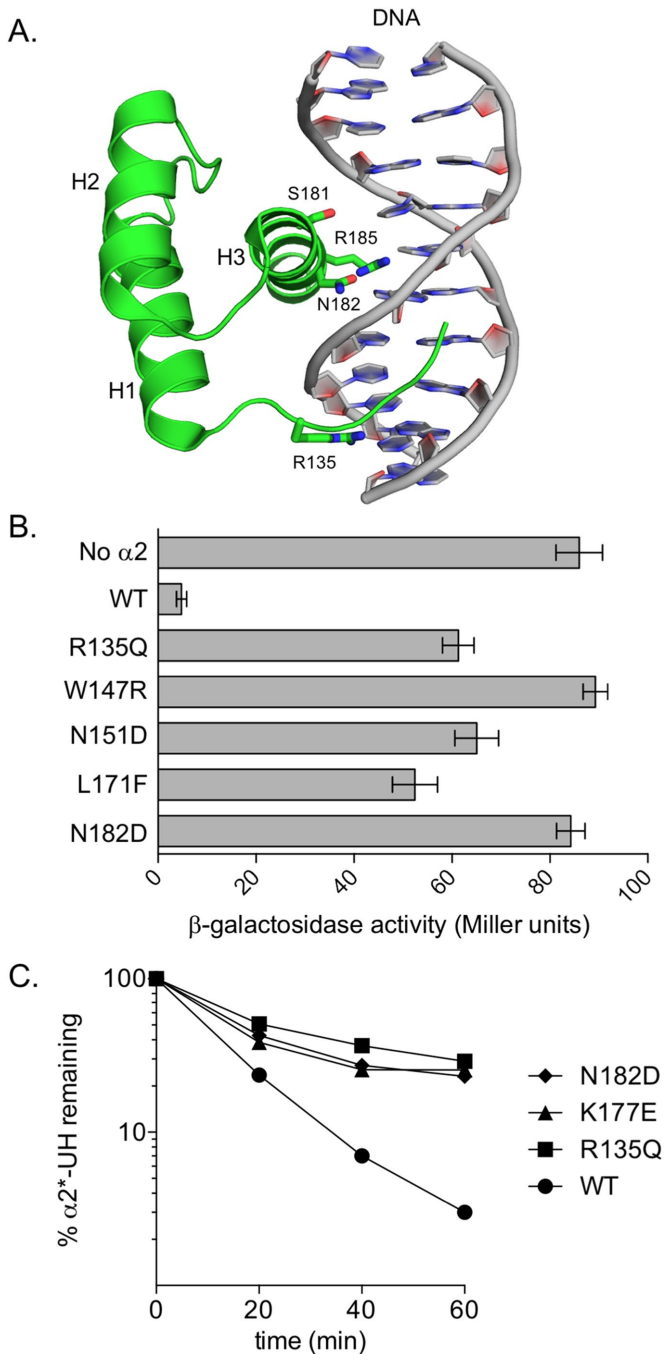 A.
DNA
H2
S181
R185
H3
N182
H1
R135
B.
No α2
WT
R135Q
W147R
N151D
L171F
N182D
0 20 40 60 80 100
β-galactosidase activity (Miller units)
C.
% α2*-UH remaining
100
10
0 20 40 60
time (min)
N182D
K177E
R135Q
WT